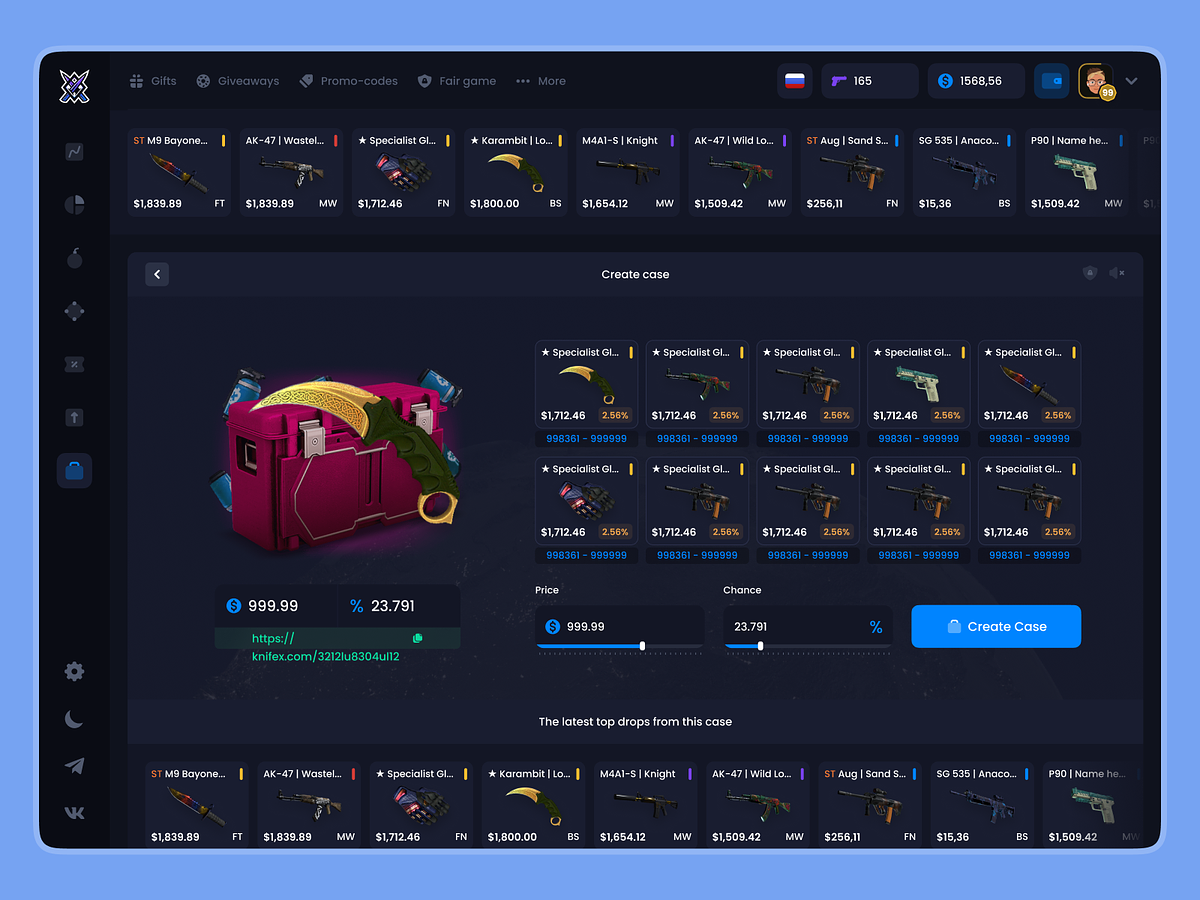 Gifts
Giveaways
Promo-codes
Fair game
More
165
1568,56
99
ST M9 Bayone...
$1,839.89 FT
AK-47 | Wastel...
$1,839.89 MW
★ Specialist Gl...
$1,712.46 FN
★ Karambit | Lo...
$1,800.00 BS
M4A1-S | Knight
$1,654.12 MW
AK-47 | Wild Lo...
$1,509.42 MW
ST Aug | Sand S...
$256,11 FN
SG 535 | Anaco...
$15,36 BS
P90 | Name he...
$1,509.42 MW
P90
Create case
★ Specialist Gl...
$1,712.46 2.56%
998361 - 999999
★ Specialist Gl...
$1,712.46 2.56%
998361 - 999999
★ Specialist Gl...
$1,712.46 2.56%
998361 - 999999
★ Specialist Gl...
$1,712.46 2.56%
998361 - 999999
★ Specialist Gl...
$1,712.46 2.56%
998361 - 999999
★ Specialist Gl...
$1,712.46 2.56%
998361 - 999999
★ Specialist Gl...
$1,712.46 2.56%
998361 - 999999
★ Specialist Gl...
$1,712.46 2.56%
998361 - 999999
★ Specialist Gl...
$1,712.46 2.56%
998361 - 999999
★ Specialist Gl...
$1,712.46 2.56%
998361 - 999999
999.99
% 23.791
https://
knifex.com/3212lu8304ul12
Price
999.99
Chance
23.791 %
Create Case
The latest top drops from this case
ST M9 Bayone...
$1,839.89 FT
AK-47 | Wastel...
$1,839.89 MW
★ Specialist Gl...
$1,712.46 FN
★ Karambit | Lo...
$1,800.00 BS
M4A1-S | Knight
$1,654.12 MW
AK-47 | Wild Lo...
$1,509.42 MW
ST Aug | Sand S...
$256,11 FN
SG 535 | Anaco...
$15,36 BS
P90 | Name he...
$1,509.42 MW